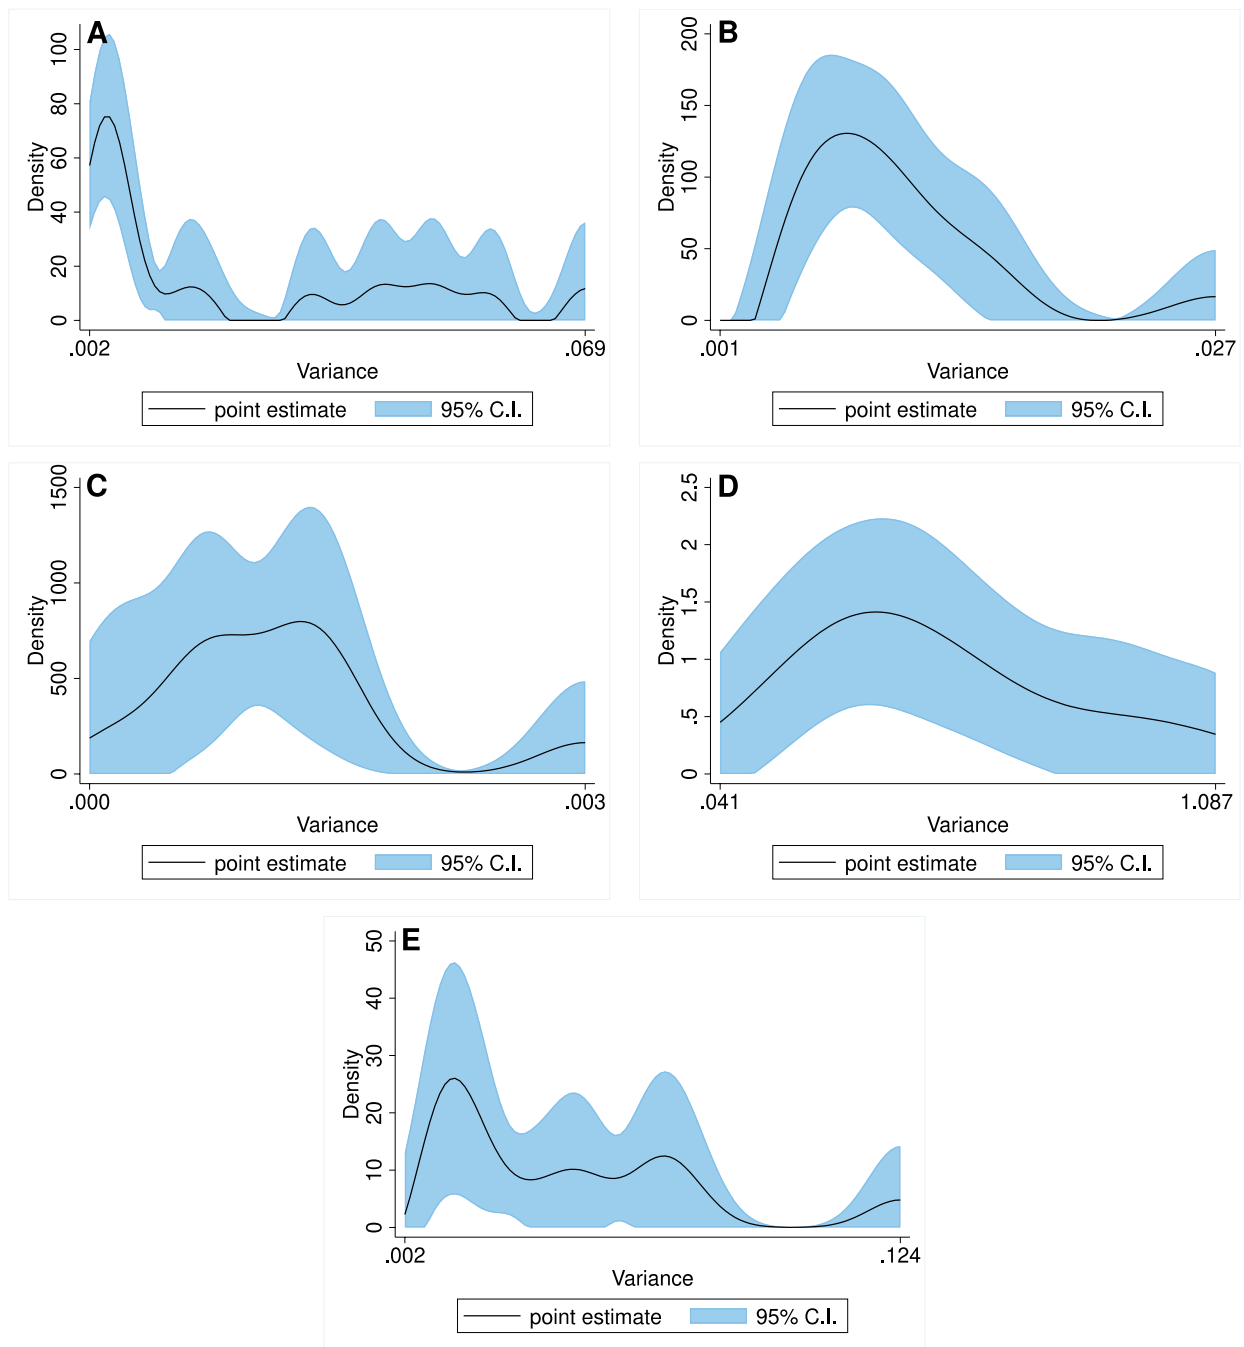 A
Density
100
80
60
40
20
0
.002 .069
Variance
point estimate 95% C.I.
B
Density
200
150
100
50
0
.001 .027
Variance
point estimate 95% C.I.
C
Density
1500
1000
500
0
.000 .003
Variance
point estimate 95% C.I.
D
Density
2.5
2
1.5
1
.5
0
.041 1.087
Variance
point estimate 95% C.I.
E
Density
50
40
30
20
10
0
.002 .124
Variance
point estimate 95% C.I.